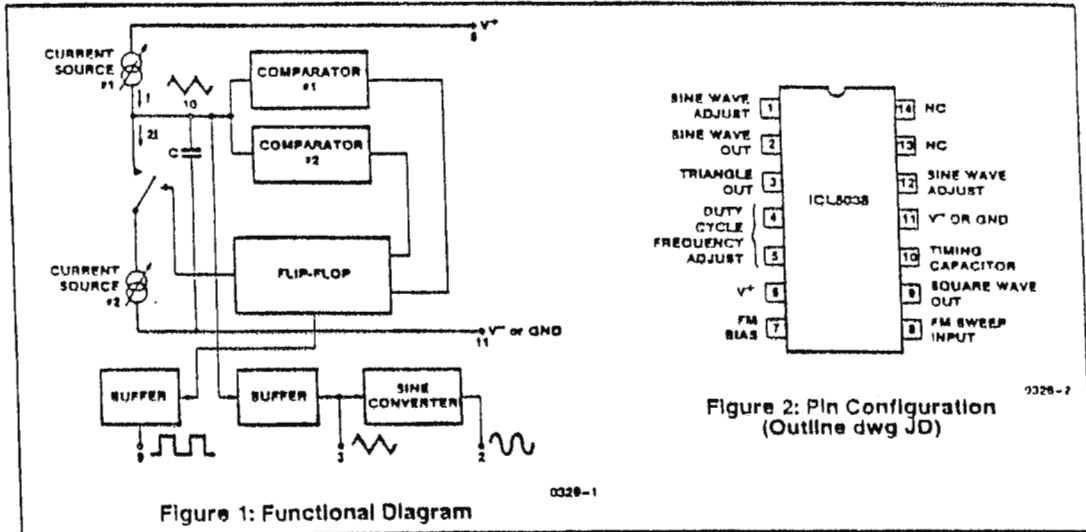 V+
6
CURRENT
SOURCE
#1
I
10
COMPARATOR
#1
2I
C
COMPARATOR
#2
FLIP-FLOP
CURRENT
SOURCE
#2
V− or GND
11
BUFFER
BUFFER
SINE
CONVERTER
9
3
2
0329-1
Figure 1: Functional Diagram
SINE WAVE
ADJUST
1
14
NC
SINE WAVE
OUT
2
13
NC
TRIANGLE
OUT
3
12
SINE WAVE
ADJUST
ICL8038
DUTY
CYCLE
FREQUENCY
ADJUST
4
5
11
V− OR GND
10
TIMING
CAPACITOR
V+
6
9
SQUARE WAVE
OUT
FM
BIAS
7
8
FM SWEEP
INPUT
0329-2
Figure 2: Pin Configuration
(Outline dwg JD)